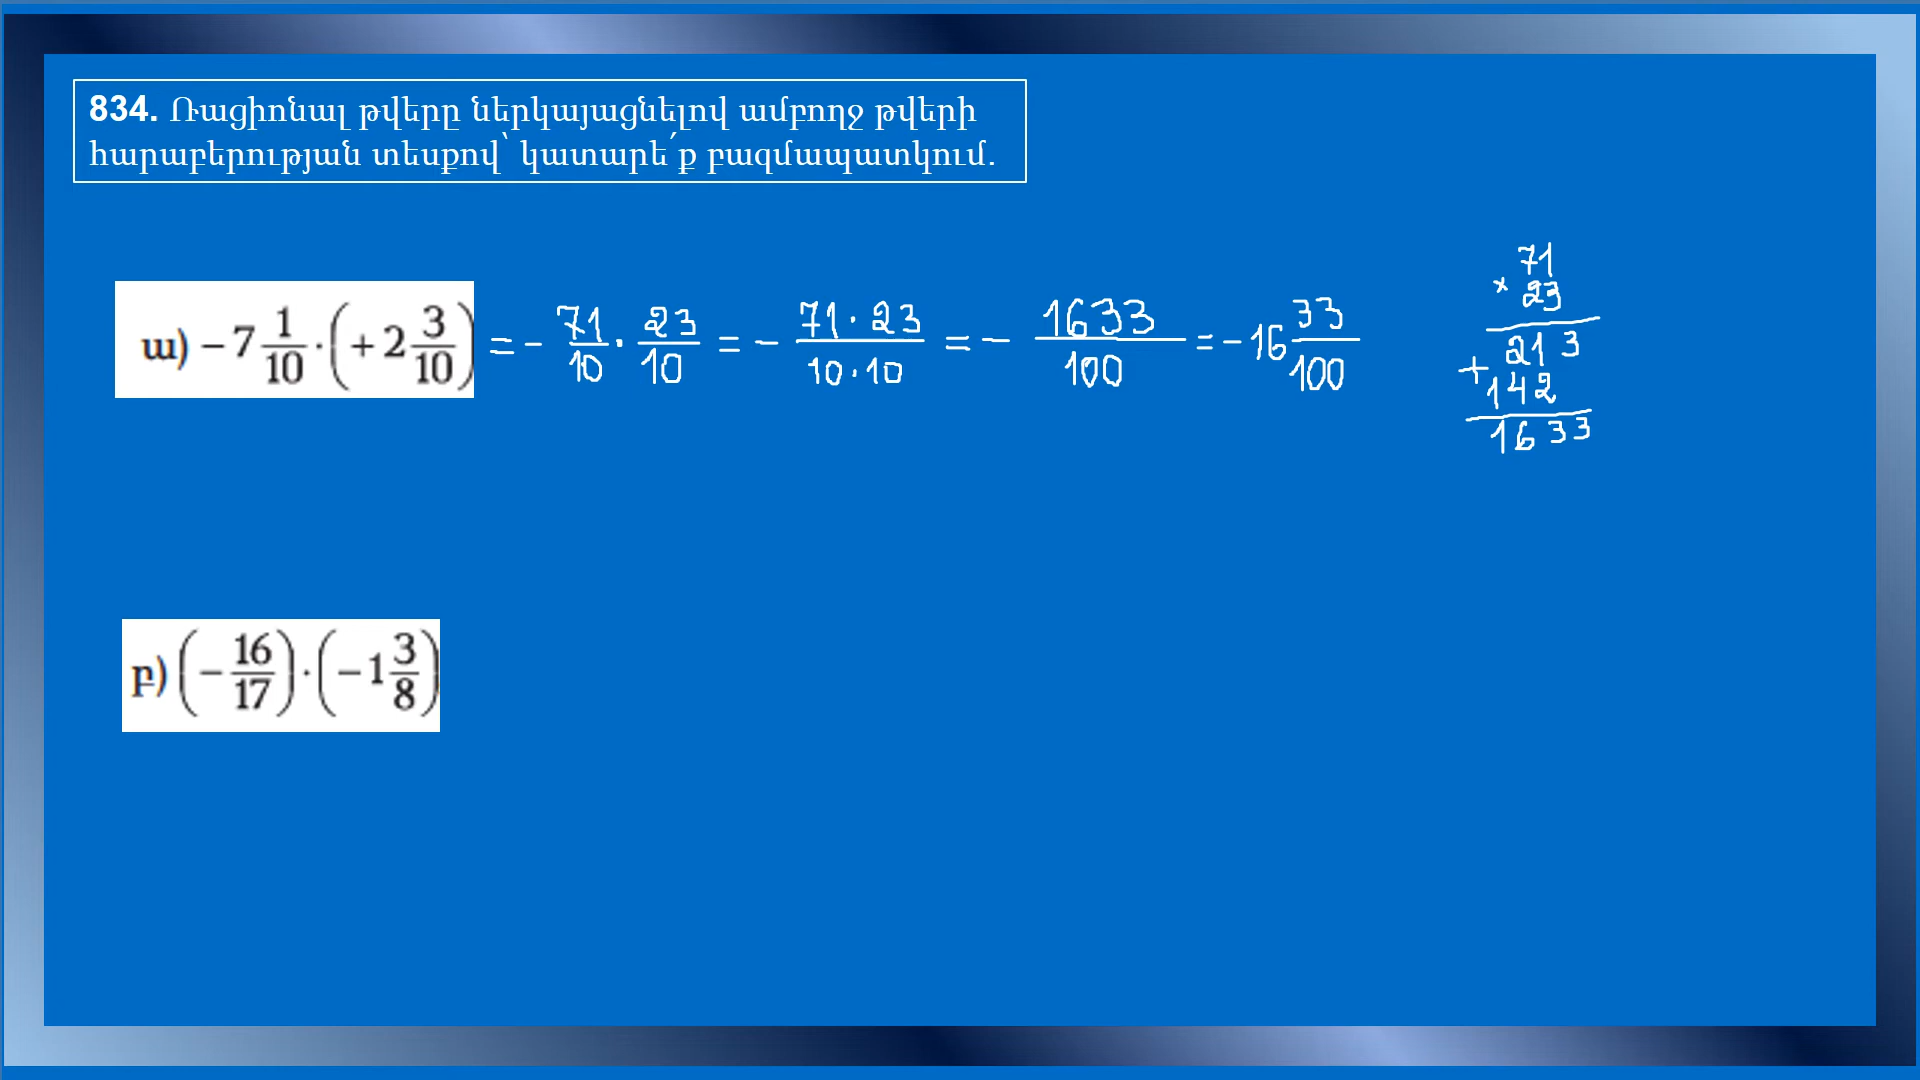 834. Ռացիոնալ թվերը ներկայացնելով ամբողջ թվերի
հարաբերության տեսքով՝ կատարե՛ք բազմապատկում.
ա) −7 1/10 · (+2 3/10) = − 71/10 · 23/10 = − 71·23/10·10 = − 1633/100 = −16 33/100
71
× 23
213
+ 142
1633
բ) (−16/17) · (−1 3/8)